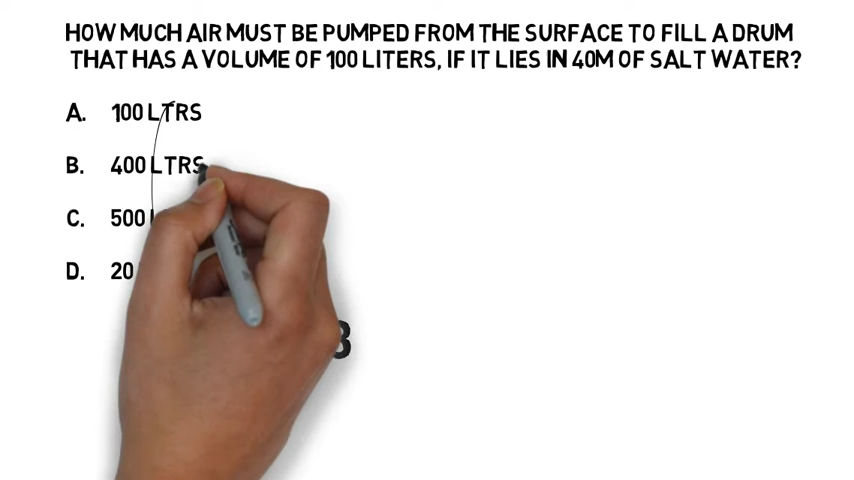 HOW MUCH AIR MUST BE PUMPED FROM THE SURFACE TO FILL A DRUM
THAT HAS A VOLUME OF 100 LITERS, IF IT LIES IN 40M OF SALT WATER?
A. 100 LTRS
B. 400 LTRS
C. 500
D. 20